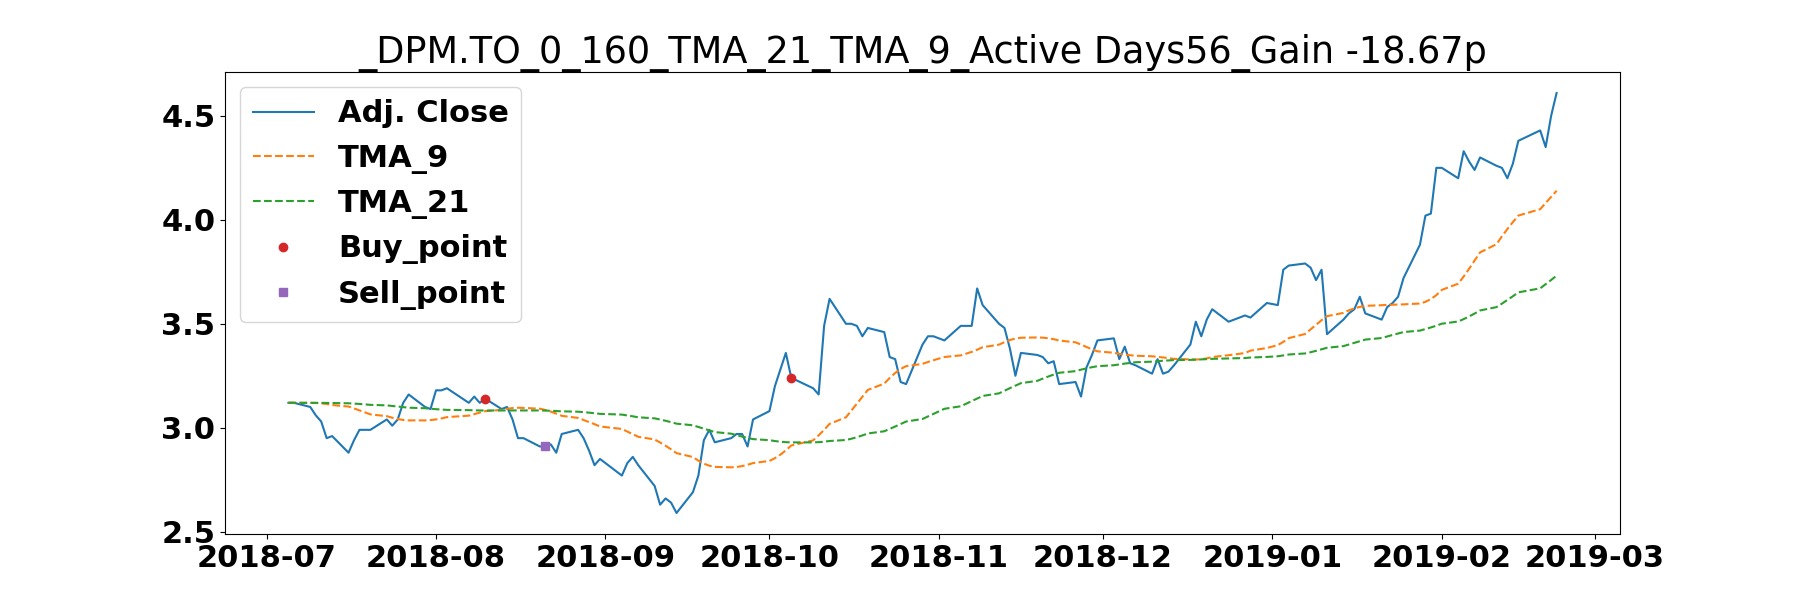 _DPM.TO_0_160_TMA_21_TMA_9_Active Days56_Gain -18.67p
Adj. Close
TMA_9
TMA_21
Buy_point
Sell_point
4.5
4.0
3.5
3.0
2.5
2018-07 2018-08 2018-09 2018-10 2018-11 2018-12 2019-01 2019-02 2019-03